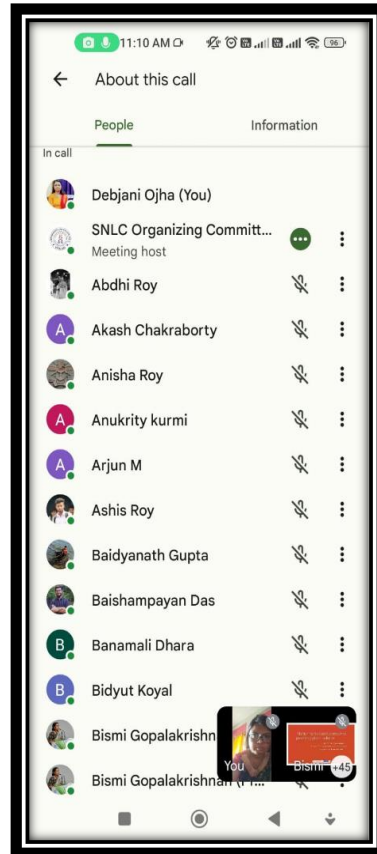 11:10 AM 96
About this call
People Information
In call
Debjani Ojha (You)
SNLC Organizing Committ...
Meeting host
Abdhi Roy
A Akash Chakraborty
Anisha Roy
A Anukrity kurmi
A Arjun M
Ashis Roy
Baidyanath Gupta
Baishampayan Das
B Banamali Dhara
B Bidyut Koyal
Bismi Gopalakrishn
You Bismi +45
Bismi Gopalakrishnan (Pr...